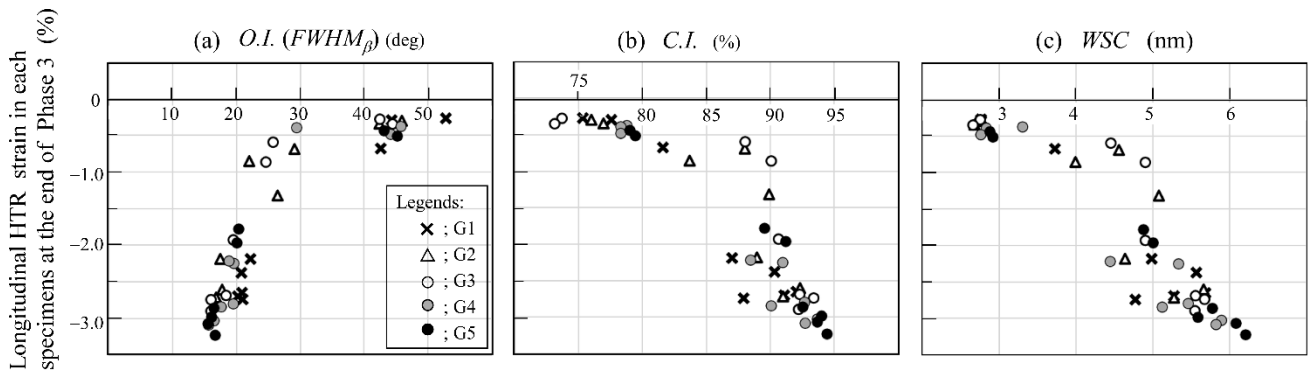 (a) O.I. (FWHMβ) (deg)
(b) C.I. (%)
(c) WSC (nm)
Longitudinal HTR strain in each
specimens at the end of Phase 3 (%)
0
−1.0
−2.0
−3.0
10 20 30 40 50
75
80 85 90 95
3 4 5 6
Legends:
; G1
; G2
; G3
; G4
; G5